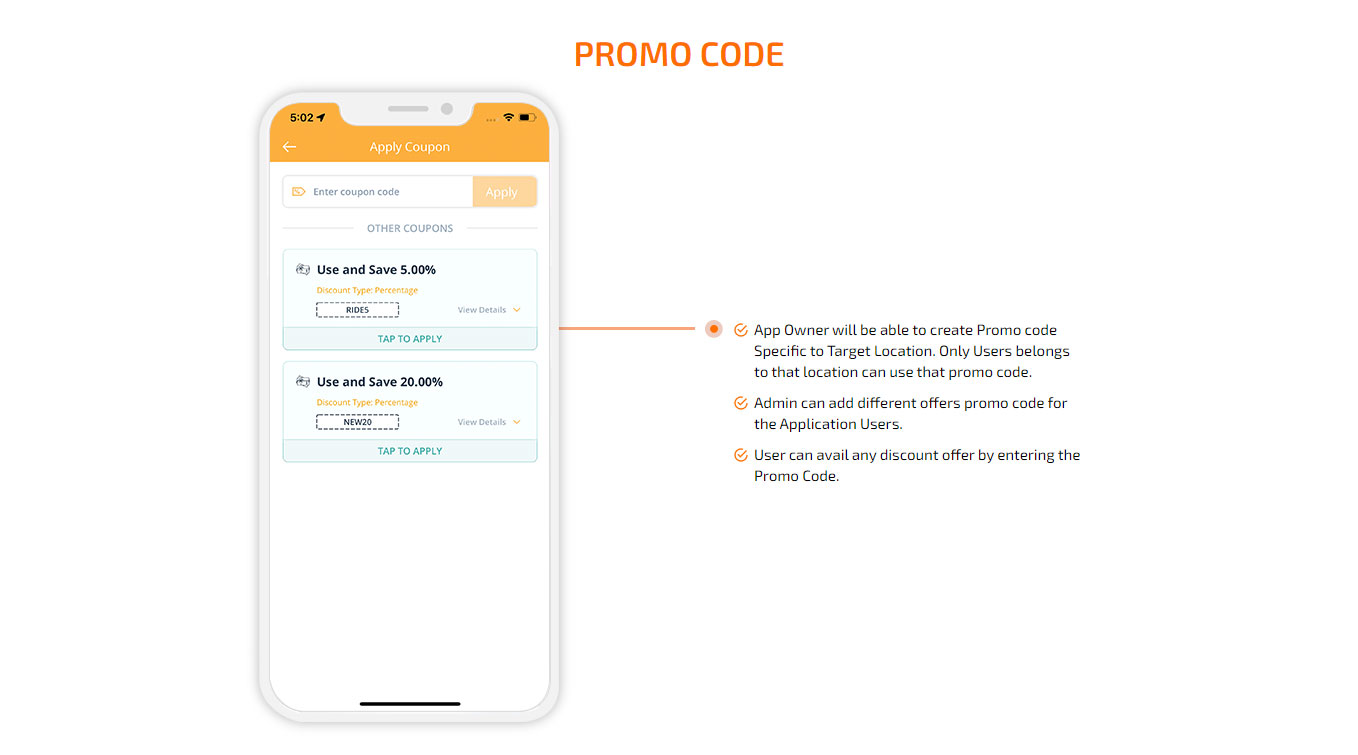 PROMO CODE
5:02
Apply Coupon
Enter coupon code
Apply
OTHER COUPONS
Use and Save 5.00%
Discount Type: Percentage
RIDE5
View Details
TAP TO APPLY
Use and Save 20.00%
Discount Type: Percentage
NEW20
View Details
TAP TO APPLY
App Owner will be able to create Promo code
Specific to Target Location. Only Users belongs
to that location can use that promo code.
Admin can add different offers promo code for
the Application Users.
User can avail any discount offer by entering the
Promo Code.